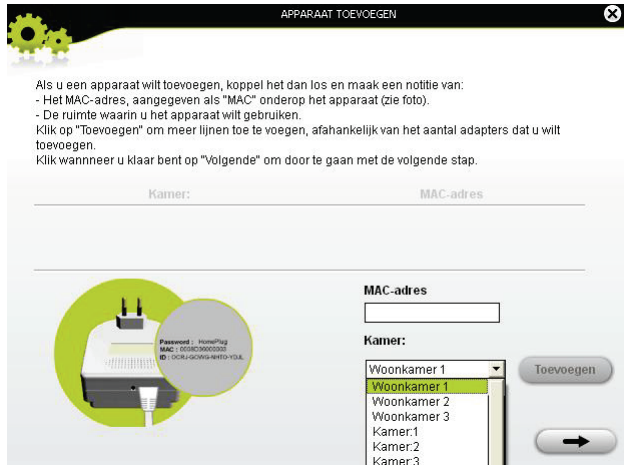 APPARAAT TOEVOEGEN
Als u een apparaat wilt toevoegen, koppel het dan los en maak een notitie van:
- Het MAC-adres, aangegeven als "MAC" onderop het apparaat (zie foto).
- De ruimte waarin u het apparaat wilt gebruiken.
Klik op "Toevoegen" om meer lijnen toe te voegen, afahankelijk van het aantal adapters dat u wilt
toevoegen.
Klik wannneer u klaar bent op "Volgende" om door te gaan met de volgende stap.
Kamer: MAC-adres
MAC-adres
Password : HomePlug
MAC :
ID :
Kamer:
Woonkamer 1 Toevoegen
Woonkamer 1
Woonkamer 2
Woonkamer 3
Kamer:1
Kamer:2
Kamer:3